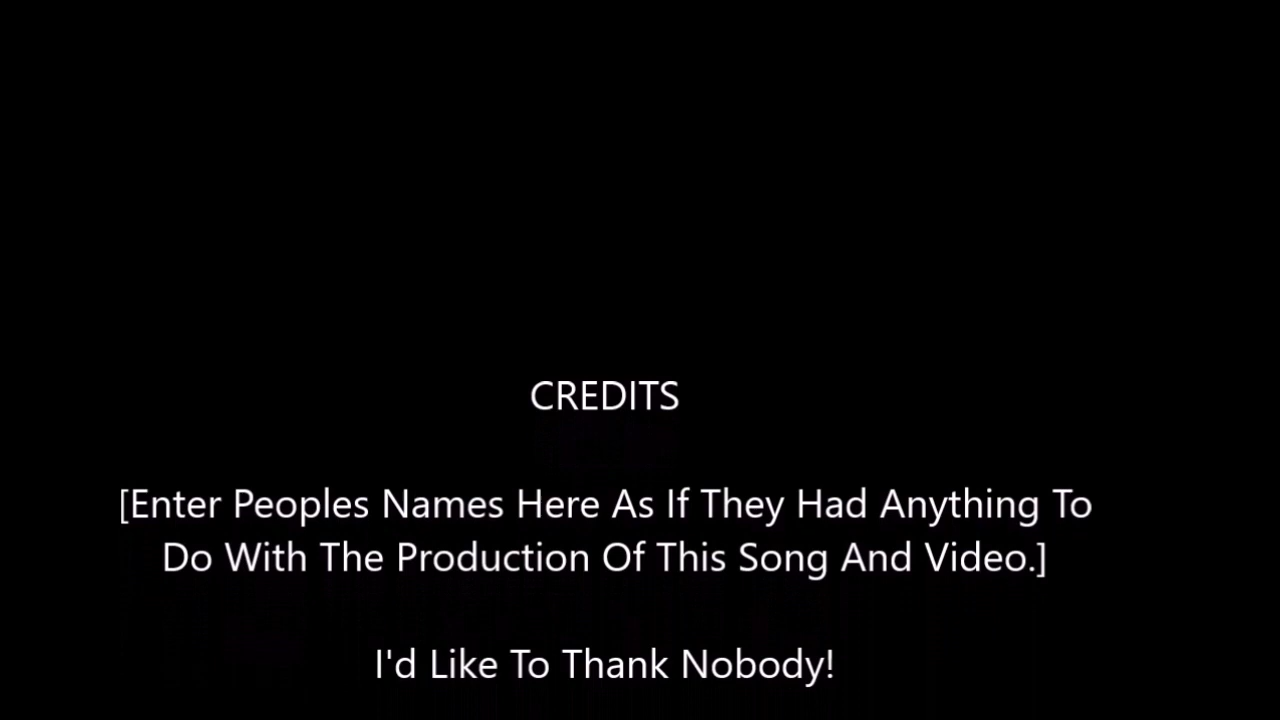 CREDITS
[Enter Peoples Names Here As If They Had Anything To
Do With The Production Of This Song And Video.]
I'd Like To Thank Nobody!